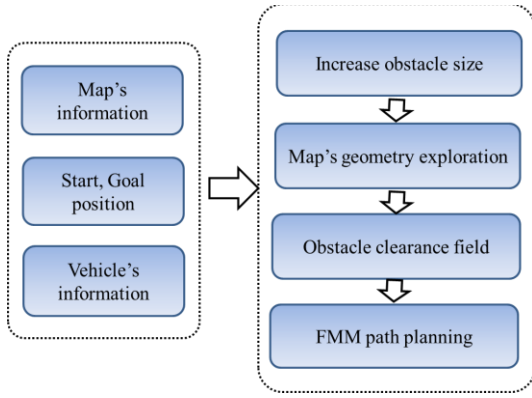 Map's
information
Start, Goal
position
Vehicle's
information
Increase obstacle size
Map's geometry exploration
Obstacle clearance field
FMM path planning